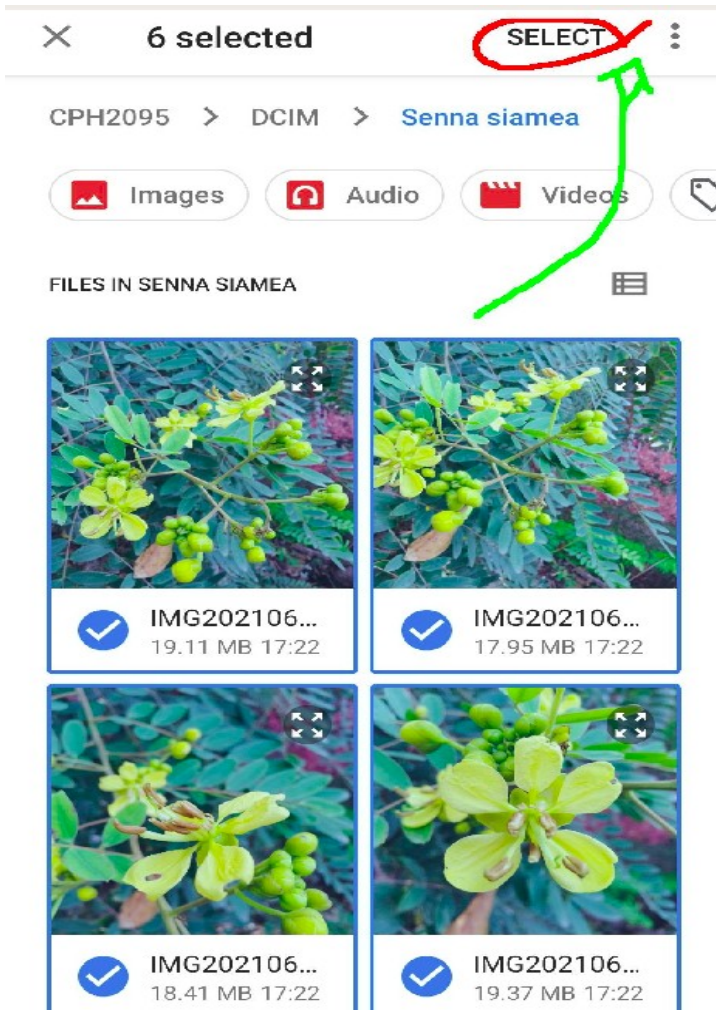 6 selected SELECT
CPH2095 > DCIM > Senna siamea
Images Audio Videos
FILES IN SENNA SIAMEA
IMG202106... IMG202106...
19.11 MB 17:22 17.95 MB 17:22
IMG202106... IMG202106...
18.41 MB 17:22 19.37 MB 17:22